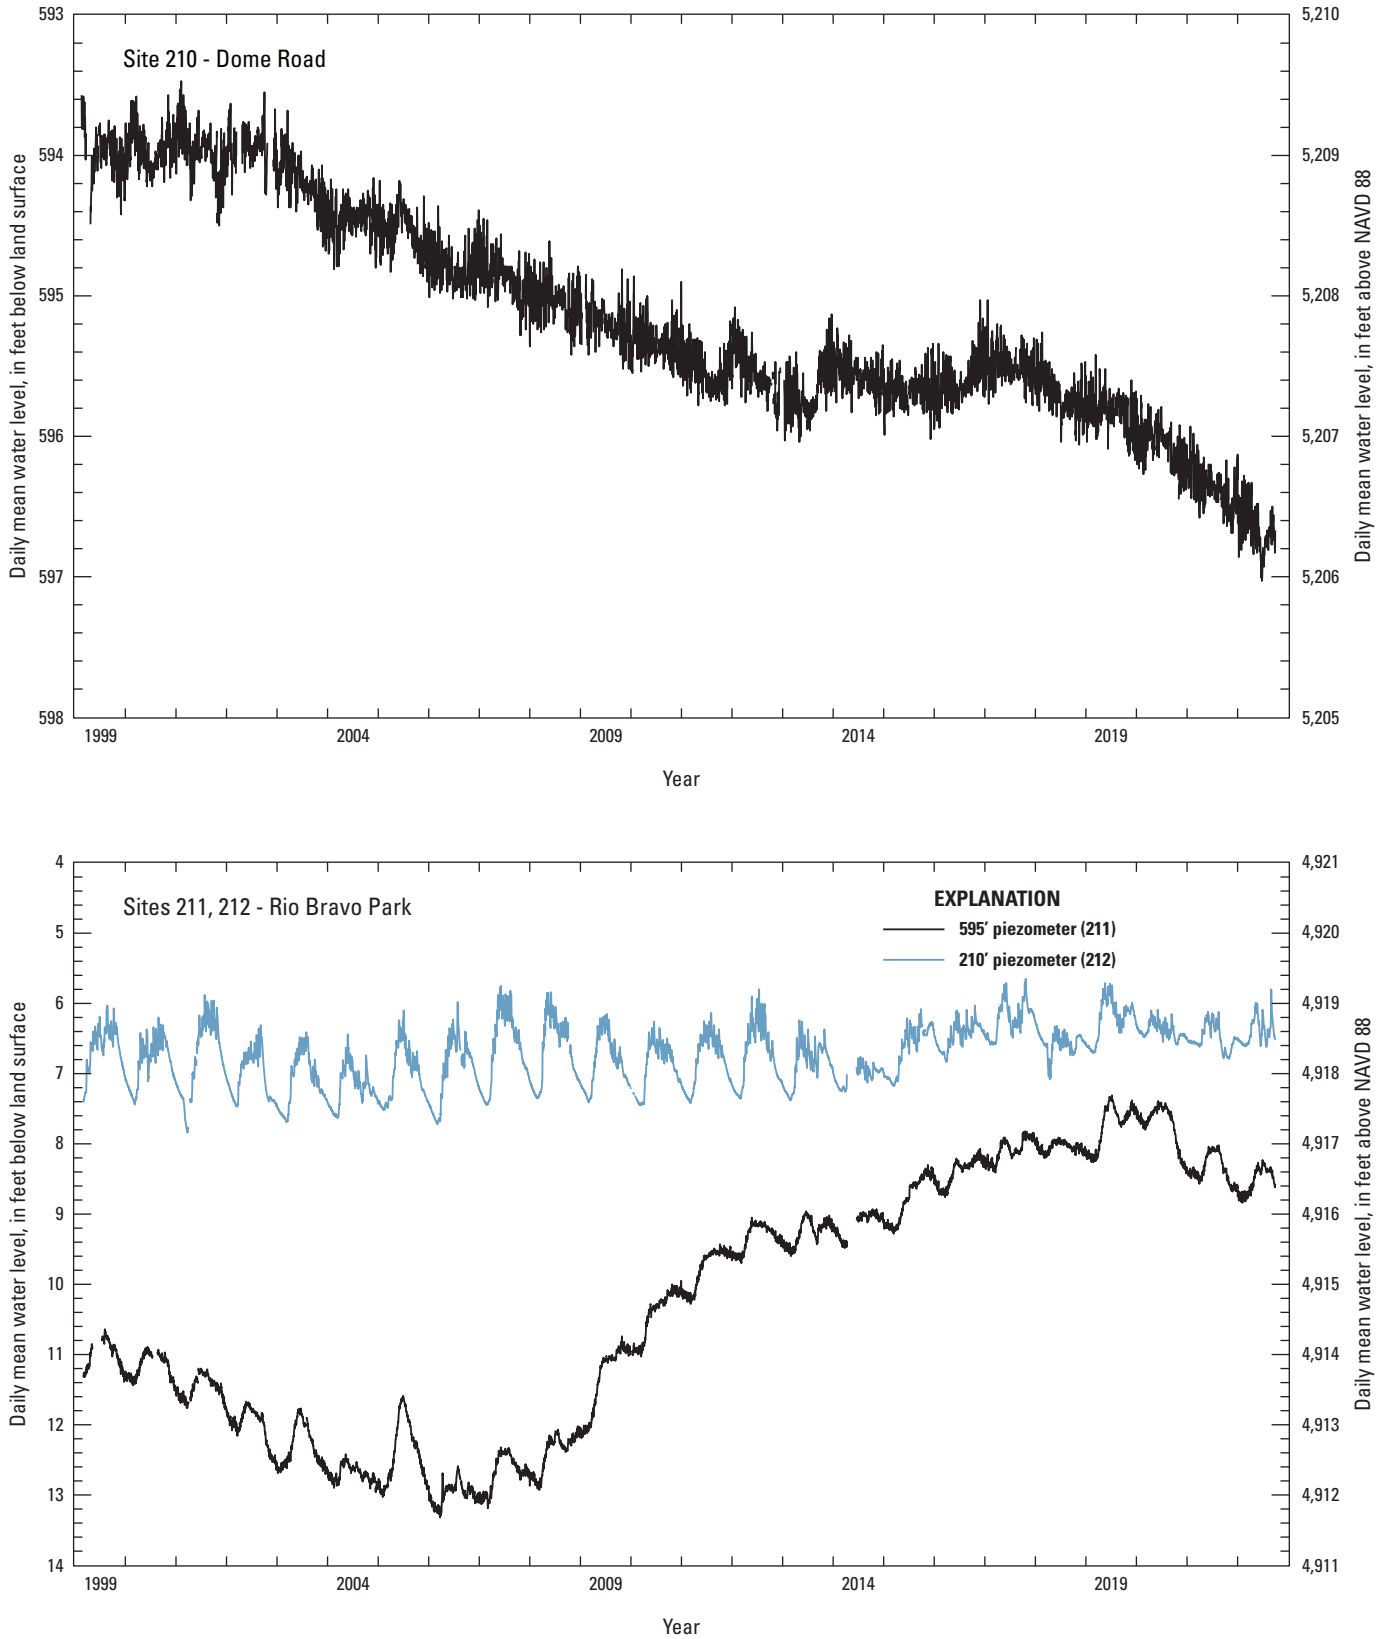 593
594
595
596
597
598
Daily mean water level, in feet below land surface
Site 210 - Dome Road
5,210
5,209
5,208
5,207
5,206
5,205
Daily mean water level, in feet above NAVD 88
1999 2004 2009 2014 2019
Year
4
5
6
7
8
9
10
11
12
13
14
Daily mean water level, in feet below land surface
Sites 211, 212 - Rio Bravo Park
EXPLANATION
595’ piezometer (211)
210’ piezometer (212)
4,921
4,920
4,919
4,918
4,917
4,916
4,915
4,914
4,913
4,912
4,911
Daily mean water level, in feet above NAVD 88
1999 2004 2009 2014 2019
Year